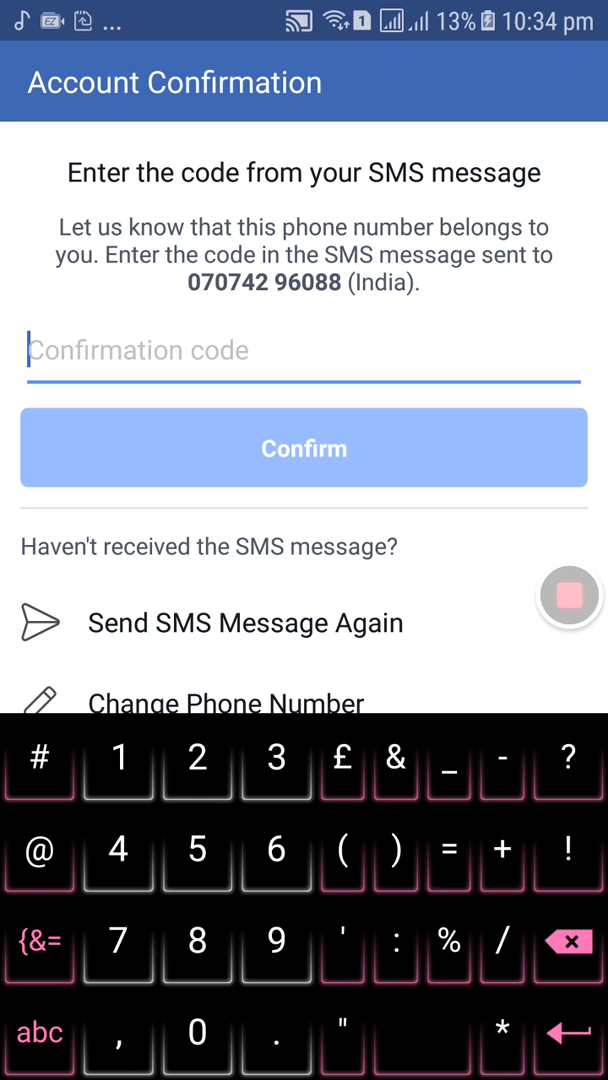 EZ ... 1 13% 10:34 pm
Account Confirmation
Enter the code from your SMS message
Let us know that this phone number belongs to
you. Enter the code in the SMS message sent to
070742 96088 (India).
Confirmation code
Confirm
Haven't received the SMS message?
Send SMS Message Again
Change Phone Number
# 1 2 3 £ & _ - ?
@ 4 5 6 ( ) = + !
{&= 7 8 9 ' : % /
abc , 0 . " *